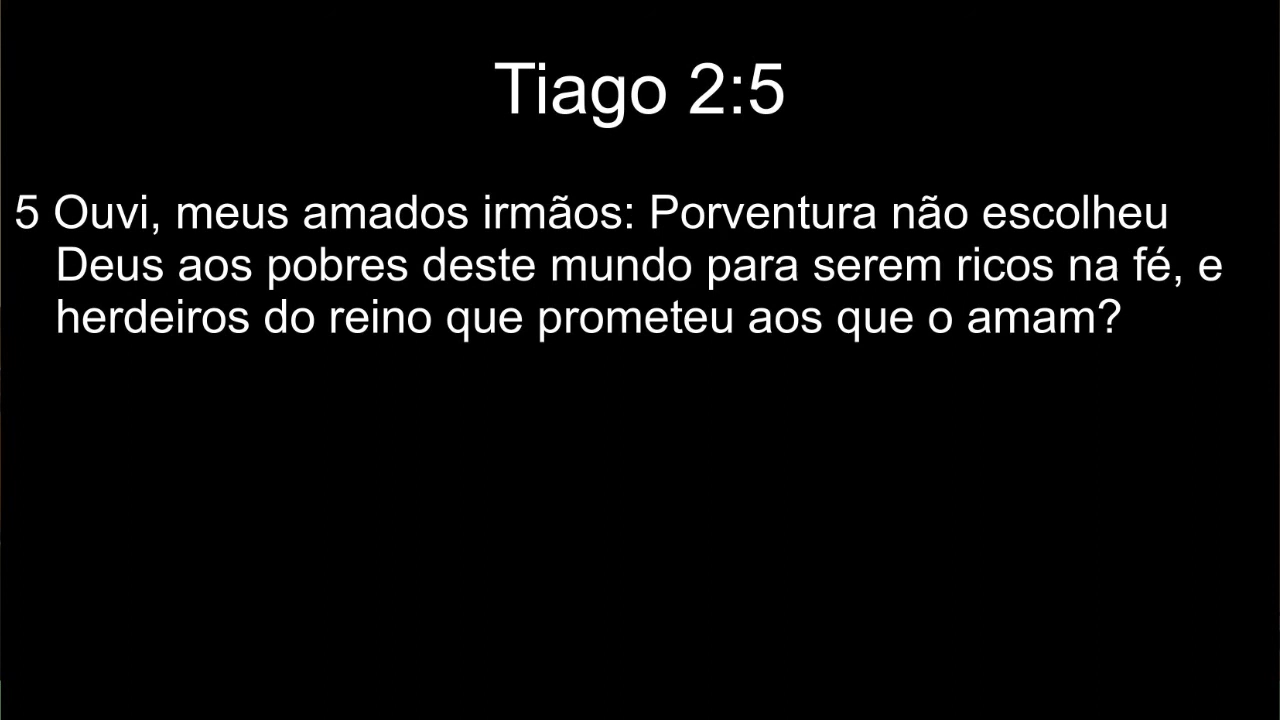 Tiago 2:5
5 Ouvi, meus amados irmãos: Porventura não escolheu
Deus aos pobres deste mundo para serem ricos na fé, e
herdeiros do reino que prometeu aos que o amam?